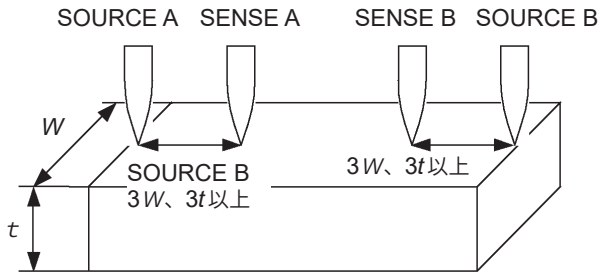 SOURCE A SENSE A SENSE B SOURCE B
W
SOURCE B
3W、3t以上
3W、3t以上
t